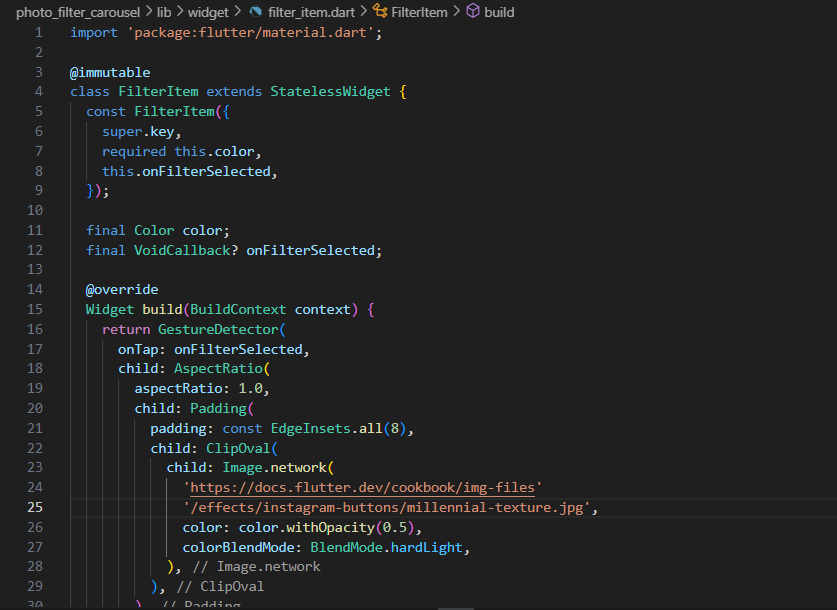 photo_filter_carousel > lib > widget > filter_item.dart > FilterItem > build
1 import 'package:flutter/material.dart';
2
3 @immutable
4 class FilterItem extends StatelessWidget {
5 const FilterItem({
6 super.key,
7 required this.color,
8 this.onFilterSelected,
9 });
10
11 final Color color;
12 final VoidCallback? onFilterSelected;
13
14 @override
15 Widget build(BuildContext context) {
16 return GestureDetector(
17 onTap: onFilterSelected,
18 child: AspectRatio(
19 aspectRatio: 1.0,
20 child: Padding(
21 padding: const EdgeInsets.all(8),
22 child: ClipOval(
23 child: Image.network(
24 'https://docs.flutter.dev/cookbook/img-files'
25 '/effects/instagram-buttons/millennial-texture.jpg',
26 color: color.withOpacity(0.5),
27 colorBlendMode: BlendMode.hardLight,
28 ), // Image.network
29 ), // ClipOval
30 ), // Padding